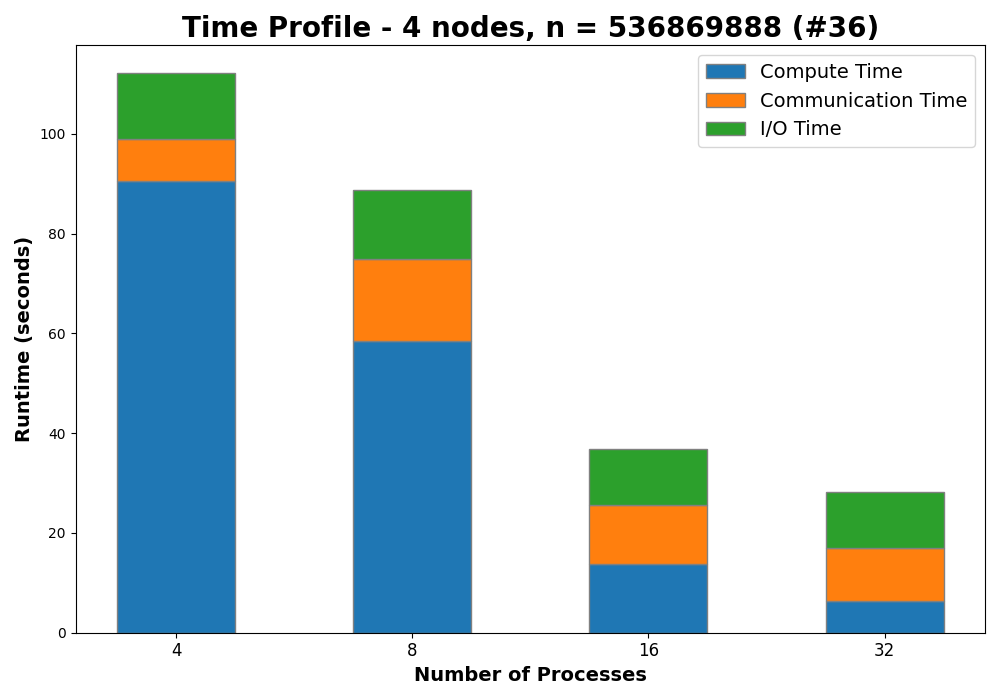 Time Profile - 4 nodes, n = 536869888 (#36)
Compute Time
Communication Time
I/O Time
Runtime (seconds)
100
80
60
40
20
0
4 8 16 32
Number of Processes